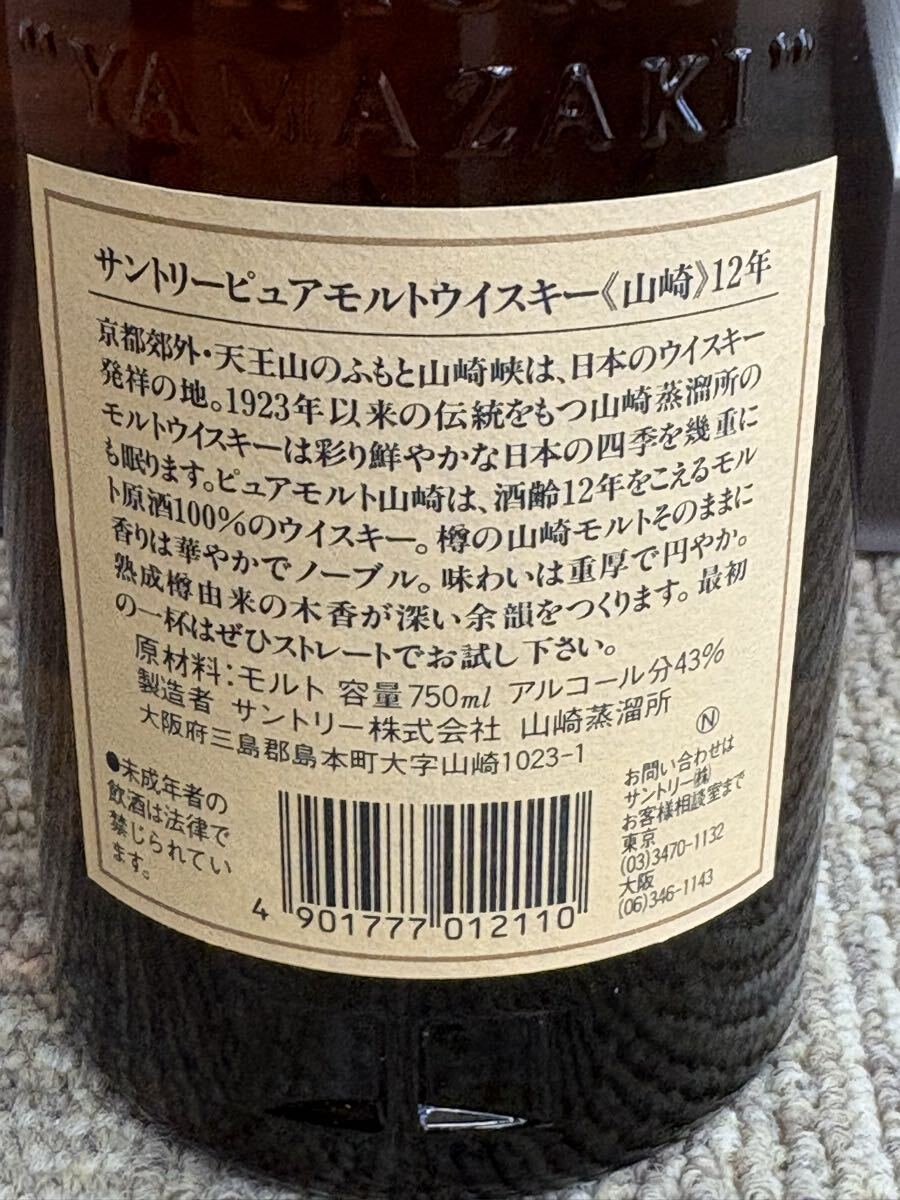 "YAMAZAKI"
サントリーピュアモルトウイスキー《山崎》12年
京都郊外・天王山のふもと山崎峡は、日本のウイスキー
発祥の地。1923年以来の伝統をもつ山崎蒸溜所の
モルトウイスキーは彩り鮮やかな日本の四季を幾重に
も眠ります。ピュアモルト山崎は、酒齢12年をこえるモル
ト原酒100%のウイスキー。樽の山崎モルトそのままに
香りは華やかでノーブル。味わいは重厚で円やか。
熟成樽由来の木香が深い余韻をつくります。最初
の一杯はぜひストレートでお試し下さい。
原材料:モルト 容量750ml アルコール分43%
製造者 サントリー株式会社 山崎蒸溜所
大阪府三島郡島本町大字山崎1023-1
Ⓝ
●未成年者の
飲酒は法律で
禁じられてい
ます。
4 901777 012110
お問い合わせは
サントリー㈱
お客様相談室まで
東京
(03)3470-1132
大阪
(06)346-1143